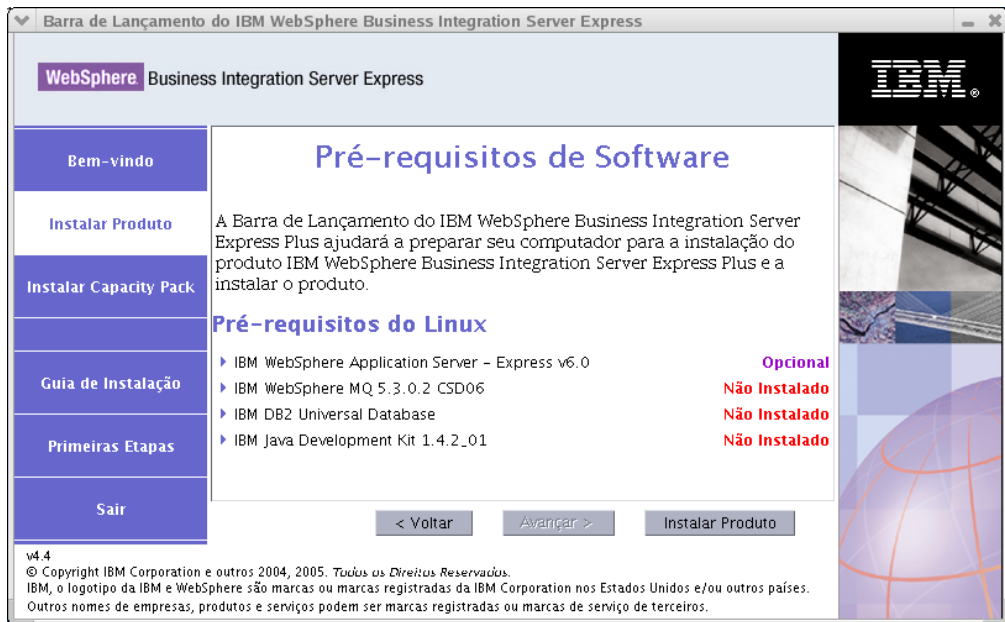 Barra de Lançamento do IBM WebSphere Business Integration Server Express
WebSphere Business Integration Server Express
IBM®
Bem-vindo
Instalar Produto
Instalar Capacity Pack
Guia de Instalação
Primeiras Etapas
Sair
Pré-requisitos de Software
A Barra de Lançamento do IBM WebSphere Business Integration Server
Express Plus ajudará a preparar seu computador para a instalação do
produto IBM WebSphere Business Integration Server Express Plus e a
instalar o produto.
Pré-requisitos do Linux
IBM WebSphere Application Server - Express v6.0 Opcional
IBM WebSphere MQ 5.3.0.2 CSD06 Não Instalado
IBM DB2 Universal Database Não Instalado
IBM Java Development Kit 1.4.2_01 Não Instalado
< Voltar Avançar > Instalar Produto
v4.4
© Copyright IBM Corporation e outros 2004, 2005. Todos os Direitos Reservados.
IBM, o logotipo da IBM e WebSphere são marcas ou marcas registradas da IBM Corporation nos Estados Unidos e/ou outros países.
Outros nomes de empresas, produtos e serviços podem ser marcas registradas ou marcas de serviço de terceiros.